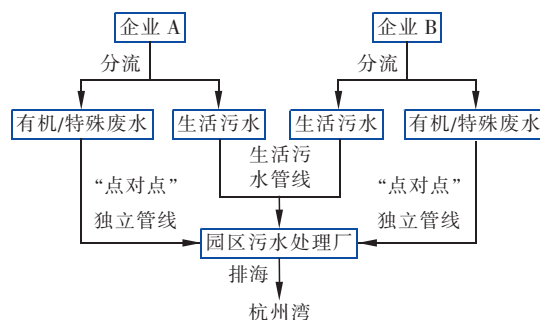 企业 A
企业 B
分流
分流
有机/特殊废水
生活污水
生活污水
有机/特殊废水
生活污
水管线
“点对点”
独立管线
“点对点”
独立管线
园区污水处理厂
排海
杭州湾